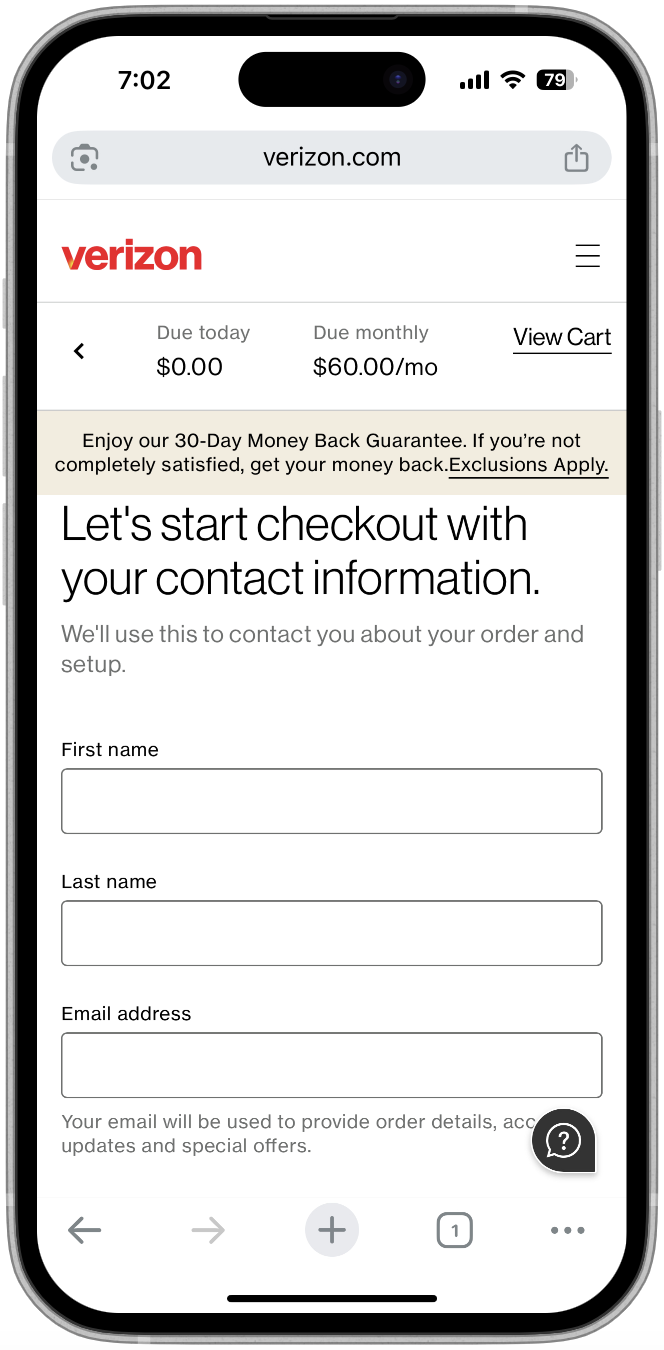 7:02
79
verizon.com
verizon
Due today
Due monthly
View Cart
$0.00
$60.00/mo
Enjoy our 30-Day Money Back Guarantee. If you're not
completely satisfied, get your money back.Exclusions Apply.
Let's start checkout with
your contact information.
We'll use this to contact you about your order and
setup.
First name
Last name
Email address
Your email will be used to provide order details,
updates and special offers.
?
1